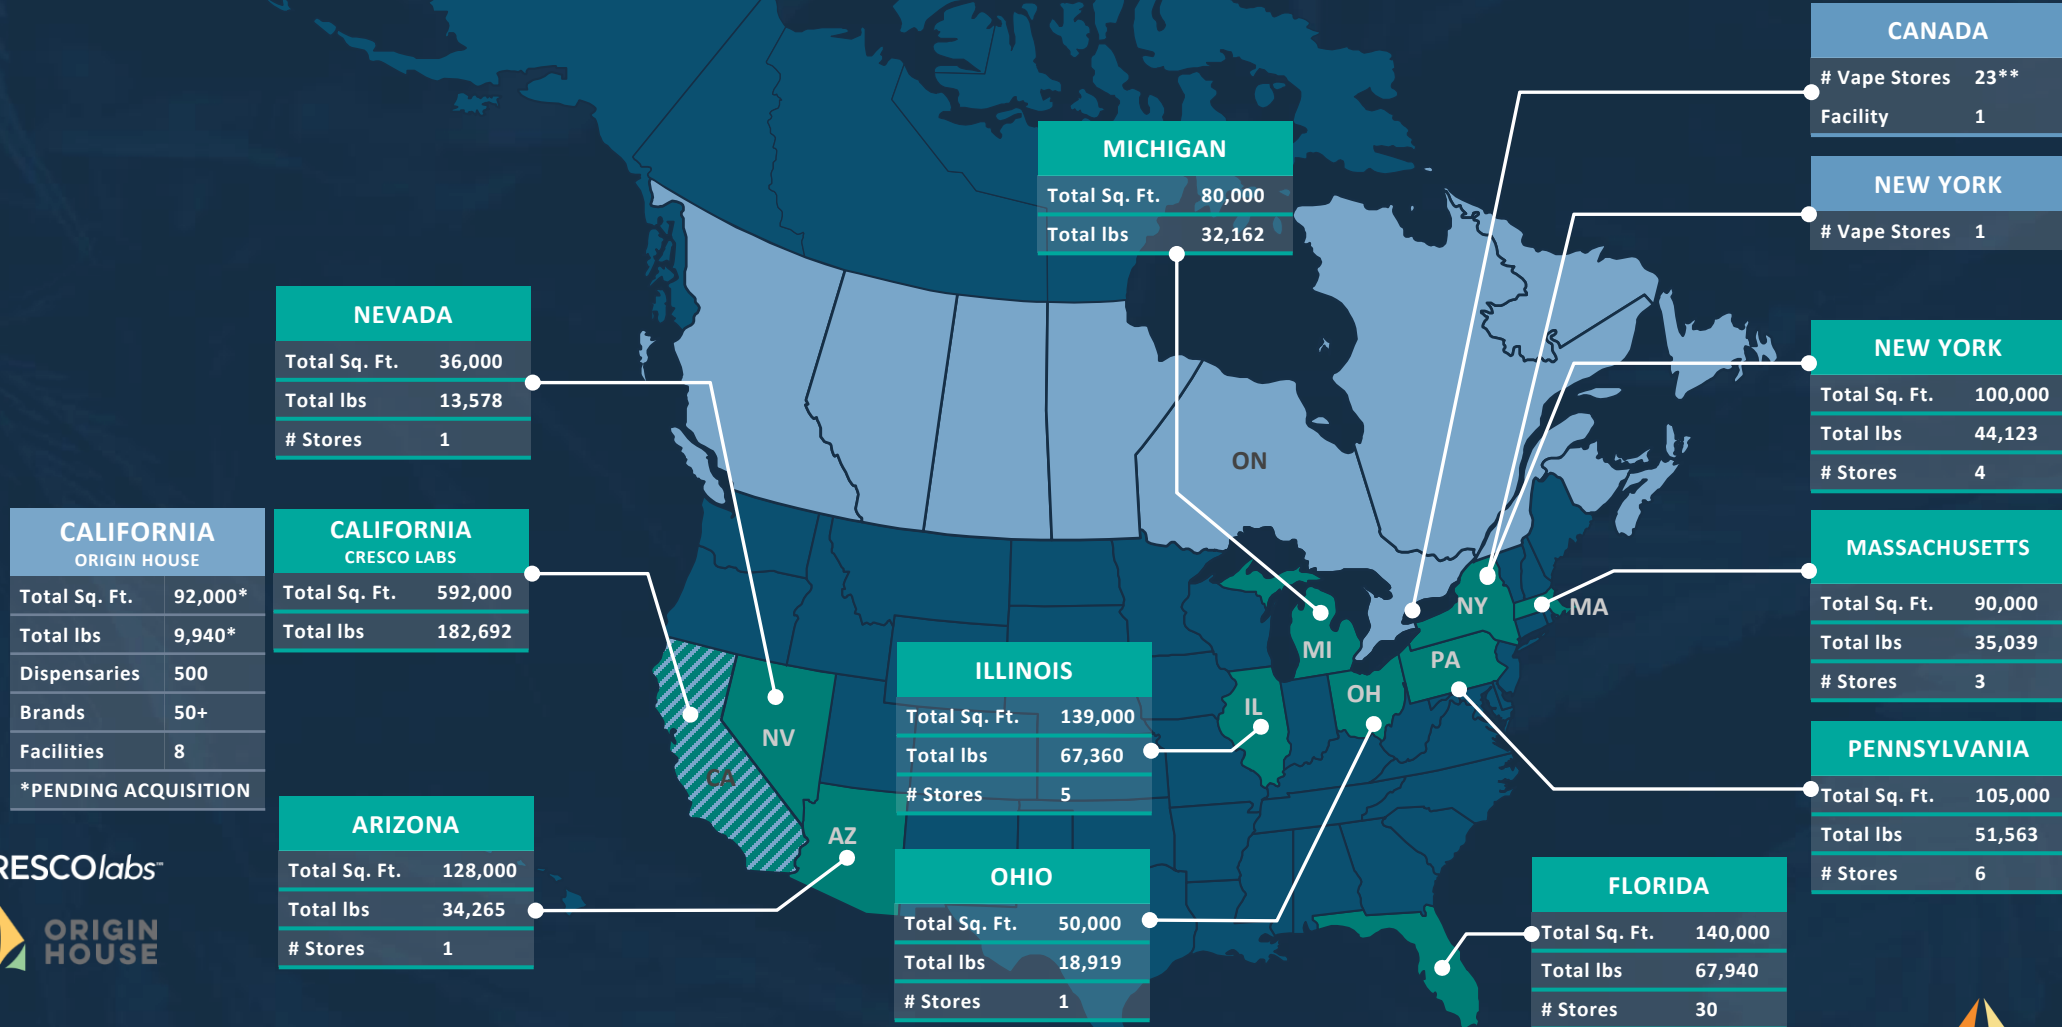 CANADA
# Vape Stores 23**
Facility 1
NEW YORK
# Vape Stores 1
MICHIGAN
Total Sq. Ft. 80,000
Total lbs 32,162
NEVADA
Total Sq. Ft. 36,000
Total lbs 13,578
# Stores 1
NEW YORK
Total Sq. Ft. 100,000
Total lbs 44,123
# Stores 4
CALIFORNIA
ORIGIN HOUSE
Total Sq. Ft. 92,000*
Total lbs 9,940*
Dispensaries 500
Brands 50+
Facilities 8
*PENDING ACQUISITION
CALIFORNIA
CRESCO LABS
Total Sq. Ft. 592,000
Total lbs 182,692
MASSACHUSETTS
Total Sq. Ft. 90,000
Total lbs 35,039
# Stores 3
ILLINOIS
Total Sq. Ft. 139,000
Total lbs 67,360
# Stores 5
PENNSYLVANIA
Total Sq. Ft. 105,000
Total lbs 51,563
# Stores 6
ARIZONA
Total Sq. Ft. 128,000
Total lbs 34,265
# Stores 1
OHIO
Total Sq. Ft. 50,000
Total lbs 18,919
# Stores 1
FLORIDA
Total Sq. Ft. 140,000
Total lbs 67,940
# Stores 30
ON
NY
MA
MI
PA
OH
IL
NV
CA
AZ
RESCOlabs™
ORIGIN
HOUSE